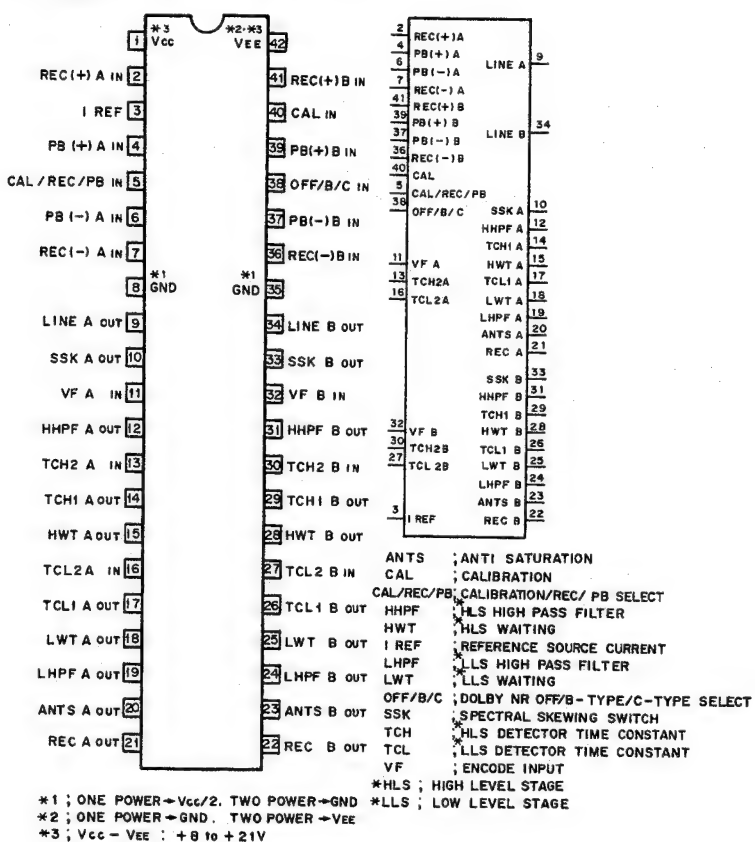 *3 *2·*3
1 Vcc VEE 42
REC(+) A IN 2 41 REC(+)B IN
I REF 3 40 CAL IN
PB (+) A IN 4 39 PB(+)B IN
CAL/REC/PB IN 5 38 OFF/B/C IN
PB (-) A IN 6 37 PB(-)B IN
REC(-) A IN 7 36 REC(-)B IN
*1 *1
8 GND GND 35
LINE A OUT 9 34 LINE B OUT
SSK A OUT 10 33 SSK B OUT
VF A IN 11 32 VF B IN
HHPF A OUT 12 31 HHPF B OUT
TCH2 A IN 13 30 TCH2 B IN
TCH1 A OUT 14 29 TCH1 B OUT
HWT A OUT 15 28 HWT B OUT
TCL2A IN 16 27 TCL2 B IN
TCL1 A OUT 17 26 TCL1 B OUT
LWT A OUT 18 25 LWT B OUT
LHPF A OUT 19 24 LHPF B OUT
ANTS A OUT 20 23 ANTS B OUT
REC A OUT 21 22 REC B OUT
*1 ; ONE POWER→Vcc/2. TWO POWER→GND
*2 ; ONE POWER→GND. TWO POWER→VEE
*3 ; Vcc - VEE : +8 to +21V
2 REC(+)A
4 PB(+)A
6 PB(-)A
7 REC(-)A
41 REC(+)B
39 PB(+) B
37 PB(-)B
36 REC(-)B
40 CAL
5 CAL/REC/PB
38 OFF/B/C
11 VF A
13 TCH2A
16 TCL2A
32 VF B
30 TCH2B
27 TCL 2B
3 I REF
LINE A 9
LINE B 34
SSK A 10
HHPF A 12
TCH1 A 14
HWT A 15
TCL1 A 17
LWT A 18
LHPF A 19
ANTS A 20
REC A 21
SSK B 33
HHPF B 31
TCH1 B 29
HWT B 28
TCL1 B 26
LWT B 25
LHPF B 24
ANTS B 23
REC B 22
ANTS ; ANTI SATURATION
CAL ; CALIBRATION
CAL/REC/PB; CALIBRATION/REC/ PB SELECT
HHPF ; *HLS HIGH PASS FILTER
HWT ; *HLS WAITING
I REF ; REFERENCE SOURCE CURRENT
LHPF ; *LLS HIGH PASS FILTER
LWT ; *LLS WAITING
OFF/B/C ; DOLBY NR OFF/B-TYPE/C-TYPE SELECT
SSK ; SPECTRAL SKEWING SWITCH
TCH ; *HLS DETECTOR TIME CONSTANT
TCL ; *LLS DETECTOR TIME CONSTANT
VF ; ENCODE INPUT
*HLS ; HIGH LEVEL STAGE
*LLS ; LOW LEVEL STAGE